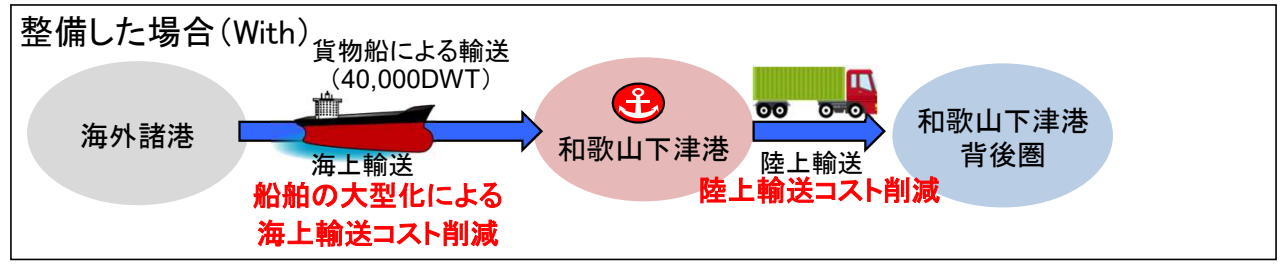 整備した場合(With)
貨物船による輸送
(40,000DWT)
海外諸港
海上輸送
船舶の大型化による
海上輸送コスト削減
和歌山下津港
陸上輸送
陸上輸送コスト削減
和歌山下津港
背後圏